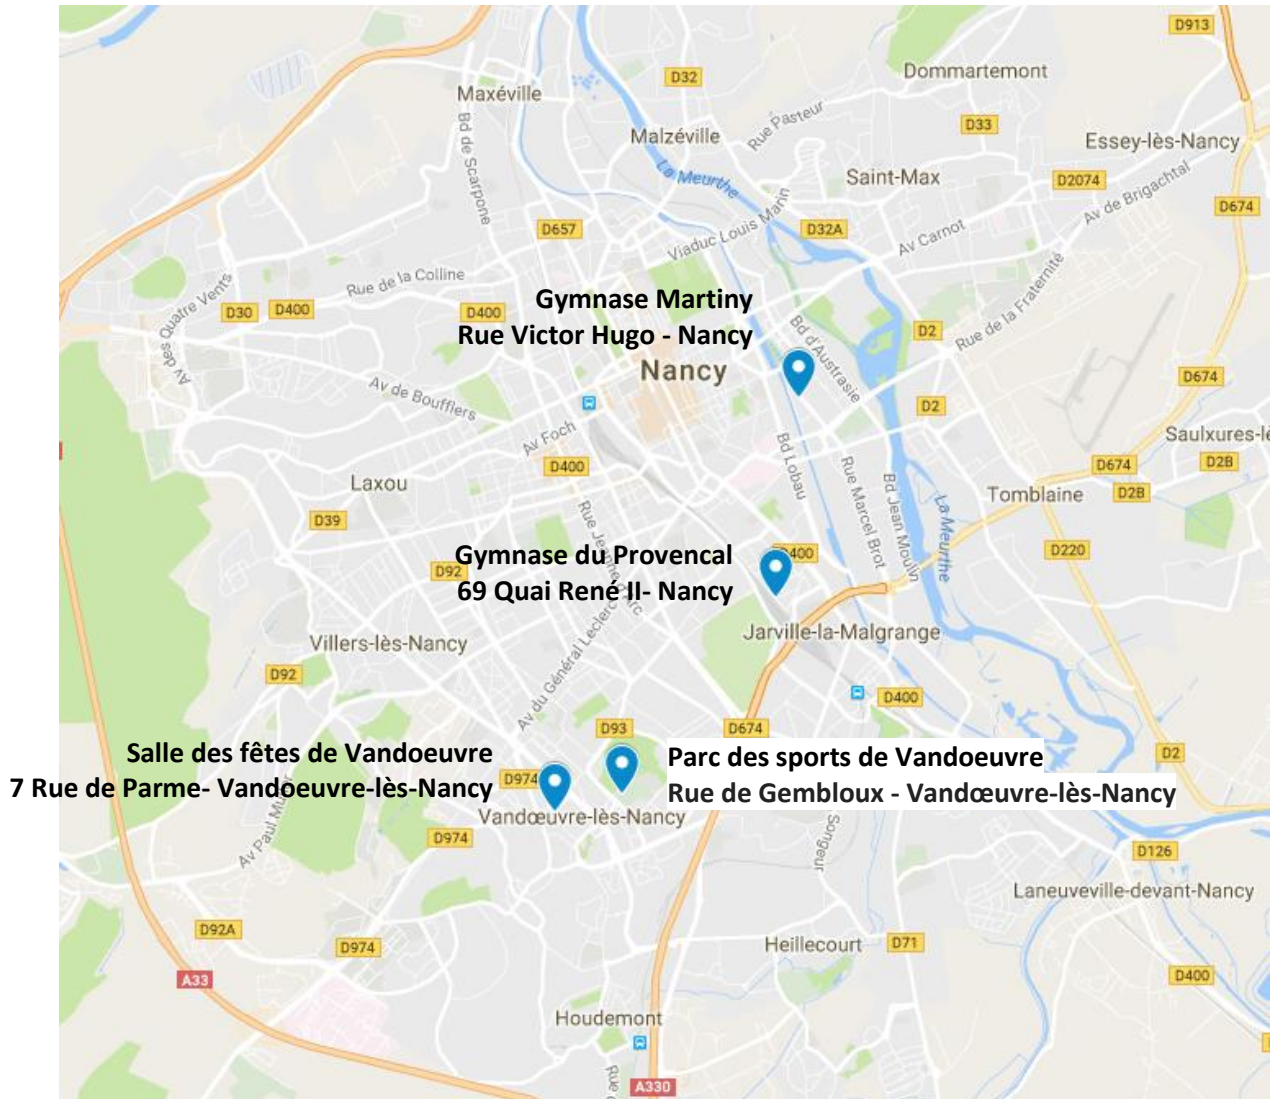 D913
Dommartemont
D32
Maxéville
Rue Pasteur
D33
Malzéville
Essey-lès-Nancy
Bd de Scarpone
La Meurthe
Saint-Max
D2074
Av de Brigachtal
D674
D657
Viaduc Louis Marin
D32A
Av Carnot
Rue de la Colline
Av des Quatre Vents
D30
D400
D400
Gymnase Martiny
Rue Victor Hugo - Nancy
Bd d'Austrasie
D2
Rue de la Fraternité
Nancy
D674
Av de Boufflers
D2
Av Foch
Saulxures-lè
D400
Bd Lobau
D674
D2B
Laxou
Rue Marcel Brot
Bd Jean Moulin
La Meurthe
Tomblaine
D2B
D39
Rue Jeanne d'Arc
D220
Gymnase du Provencal
69 Quai René II- Nancy
D400
D92
Jarville-la-Malgrange
Villers-lès-Nancy
Av du Général Leclerc
D92
D400
D93
D674
Salle des fêtes de Vandoeuvre
7 Rue de Parme- Vandoeuvre-lès-Nancy
D974
Parc des sports de Vandoeuvre
Rue de Gembloux - Vandœuvre-lès-Nancy
D2
Vandœuvre-lès-Nancy
Av Paul Muller
D974
Songeur
D126
Laneuveville-devant-Nancy
D92A
D974
Heillecourt
D71
A33
D400
Houdemont
Rue
A330